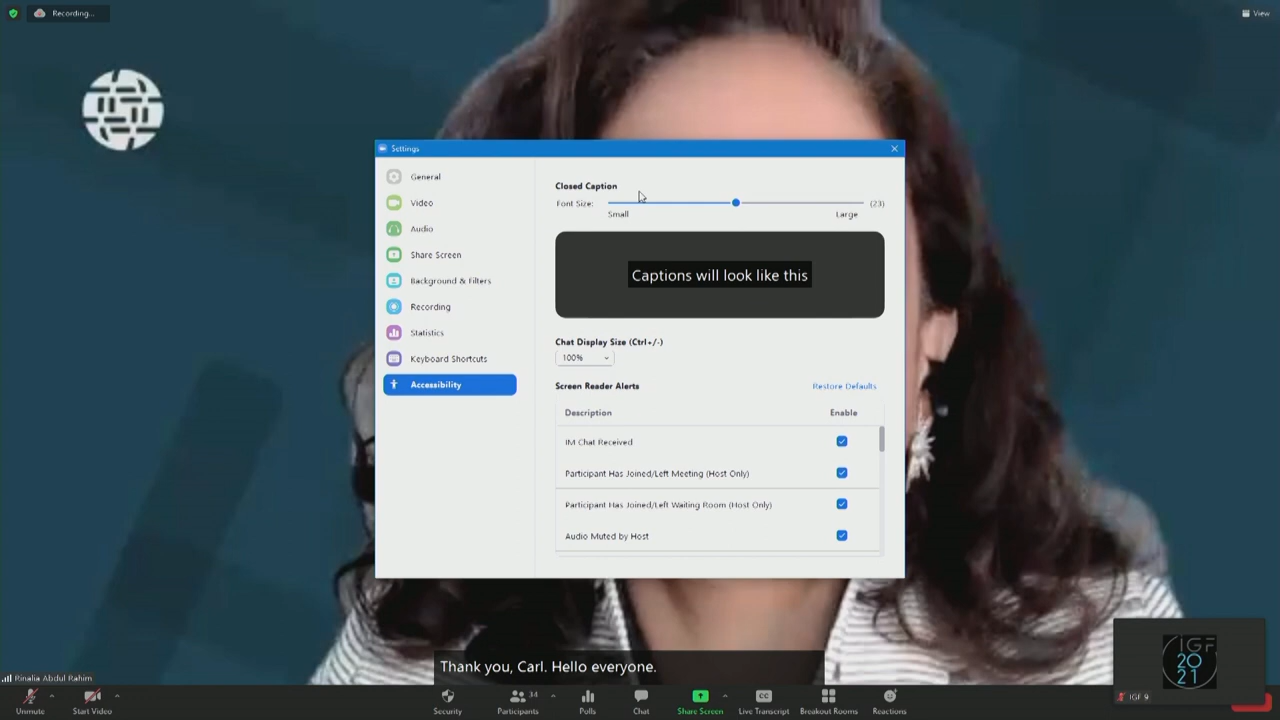 Recording...
View
Settings
General
Video
Audio
Share Screen
Background & Filters
Recording
Statistics
Keyboard Shortcuts
Accessibility
Closed Caption
Font Size:
(23)
Small
Large
Captions will look like this
Chat Display Size (Ctrl+/-)
100%
Screen Reader Alerts
Restore Defaults
Description
Enable
IM Chat Received
Participant Has Joined/Left Meeting (Host Only)
Participant Has Joined/Left Waiting Room (Host Only)
Audio Muted by Host
Thank you, Carl. Hello everyone.
Rinalia Abdul Rahim
IGF
20
21
IGF 9
Unmute
Start Video
Security
Participants
34
Polls
Chat
Share Screen
Live Transcript
Breakout Rooms
Reactions